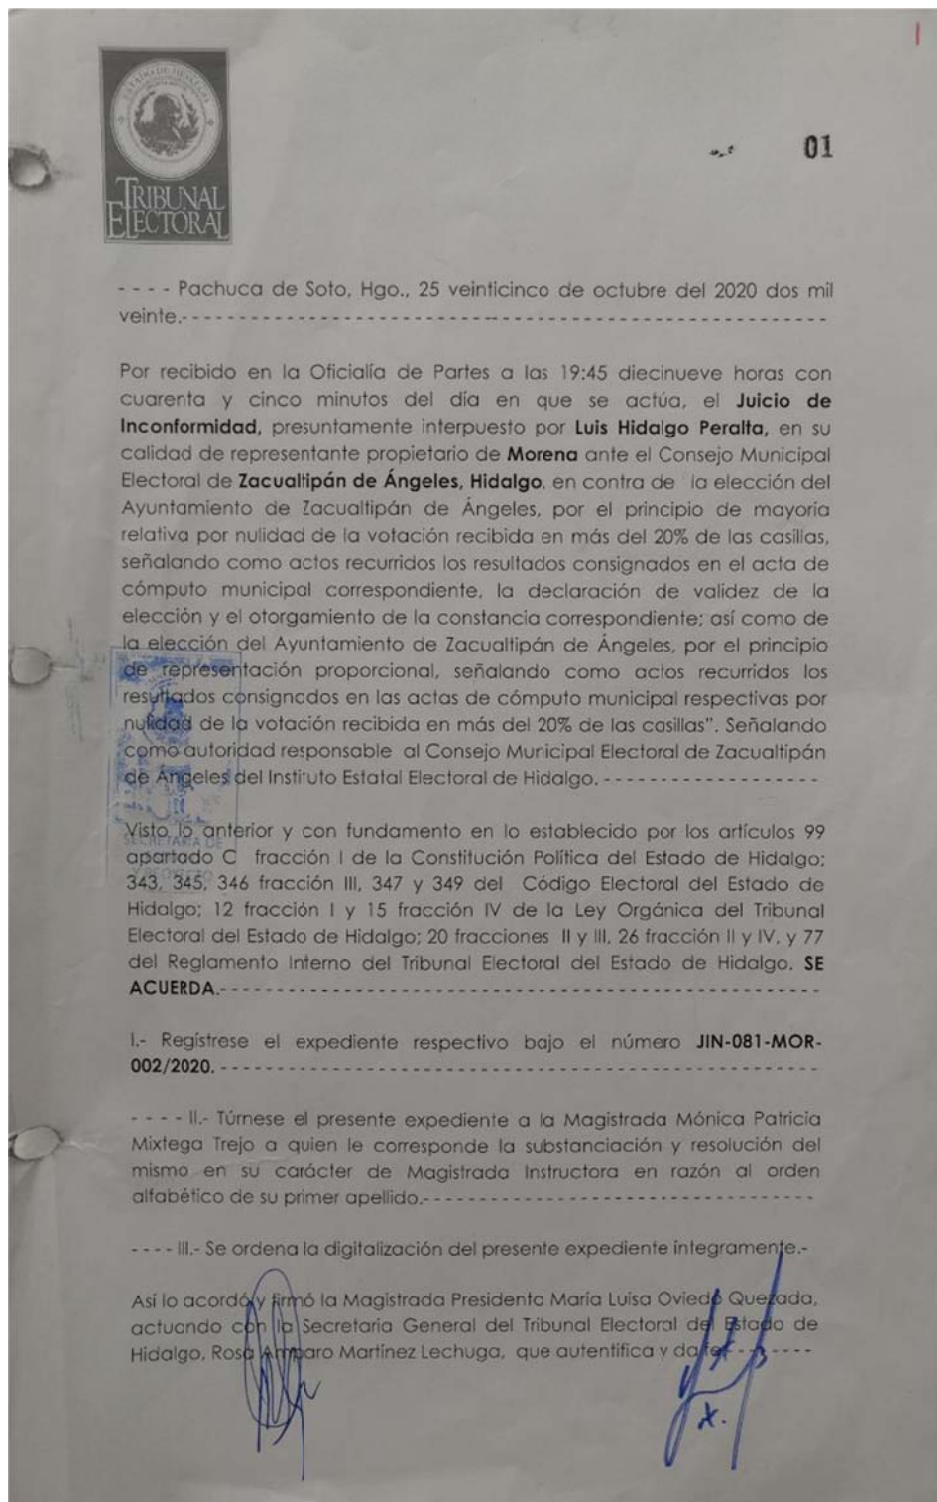 ESTADO DE HIDALGO
TRIBUNAL
ELECTORAL
01
- - - - Pachuca de Soto, Hgo., 25 veinticinco de octubre del 2020 dos mil
veinte.- - - - - - - - - - - - - - - - - - - - - - - - - - - - - - - - - - - - - - - - - - - - - - - - - - - - - - - - - -
Por recibido en la Oficialía de Partes a las 19:45 diecinueve horas con
cuarenta y cinco minutos del día en que se actúa, el Juicio de
Inconformidad, presuntamente interpuesto por Luis Hidalgo Peralta, en su
calidad de representante propietario de Morena ante el Consejo Municipal
Electoral de Zacualtipán de Ángeles, Hidalgo, en contra de la elección del
Ayuntamiento de Zacualtipán de Ángeles, por el principio de mayoría
relativa por nulidad de la votación recibida en más del 20% de las casillas,
señalando como actos recurridos los resultados consignados en el acta de
cómputo municipal correspondiente, la declaración de validez de la
elección y el otorgamiento de la constancia correspondiente; así como de
la elección del Ayuntamiento de Zacualtipán de Ángeles, por el principio
de representación proporcional, señalando como actos recurridos los
resultados consignados en las actas de cómputo municipal respectivas por
nulidad de la votación recibida en más del 20% de las casillas”. Señalando
como autoridad responsable al Consejo Municipal Electoral de Zacualtipán
de Ángeles del Instituto Estatal Electoral de Hidalgo. - - - - - - - - - - - - - - - - - - -
Visto lo anterior y con fundamento en lo establecido por los artículos 99
SECRETARIA DE
apartado C fracción I de la Constitución Política del Estado de Hidalgo;
343, 345, 346 fracción III, 347 y 349 del Código Electoral del Estado de
Hidalgo; 12 fracción I y 15 fracción IV de la Ley Orgánica del Tribunal
Electoral del Estado de Hidalgo; 20 fracciones II y III, 26 fracción II y IV, y 77
del Reglamento Interno del Tribunal Electoral del Estado de Hidalgo. SE
ACUERDA.- - - - - - - - - - - - - - - - - - - - - - - - - - - - - - - - - - - - - - - - - - - - - - - - - - - - - -
I.- Regístrese el expediente respectivo bajo el número JIN-081-MOR-
002/2020. - - - - - - - - - - - - - - - - - - - - - - - - - - - - - - - - - - - - - - - - - - - - - - - - - - - - - -
- - - - II.- Túrnese el presente expediente a la Magistrada Mónica Patricia
Mixtega Trejo a quien le corresponde la substanciación y resolución del
mismo en su carácter de Magistrada Instructora en razón al orden
alfabético de su primer apellido.- - - - - - - - - - - - - - - - - - - - - - - - - - - - - - - - - - -
- - - - III.- Se ordena la digitalización del presente expediente íntegramente.-
Así lo acordó y firmó la Magistrada Presidenta María Luisa Oviedo Quezada,
actuando con la Secretaria General del Tribunal Electoral del Estado de
Hidalgo, Rosa Amparo Martínez Lechuga, que autentifica y da fe- - - - - - - -